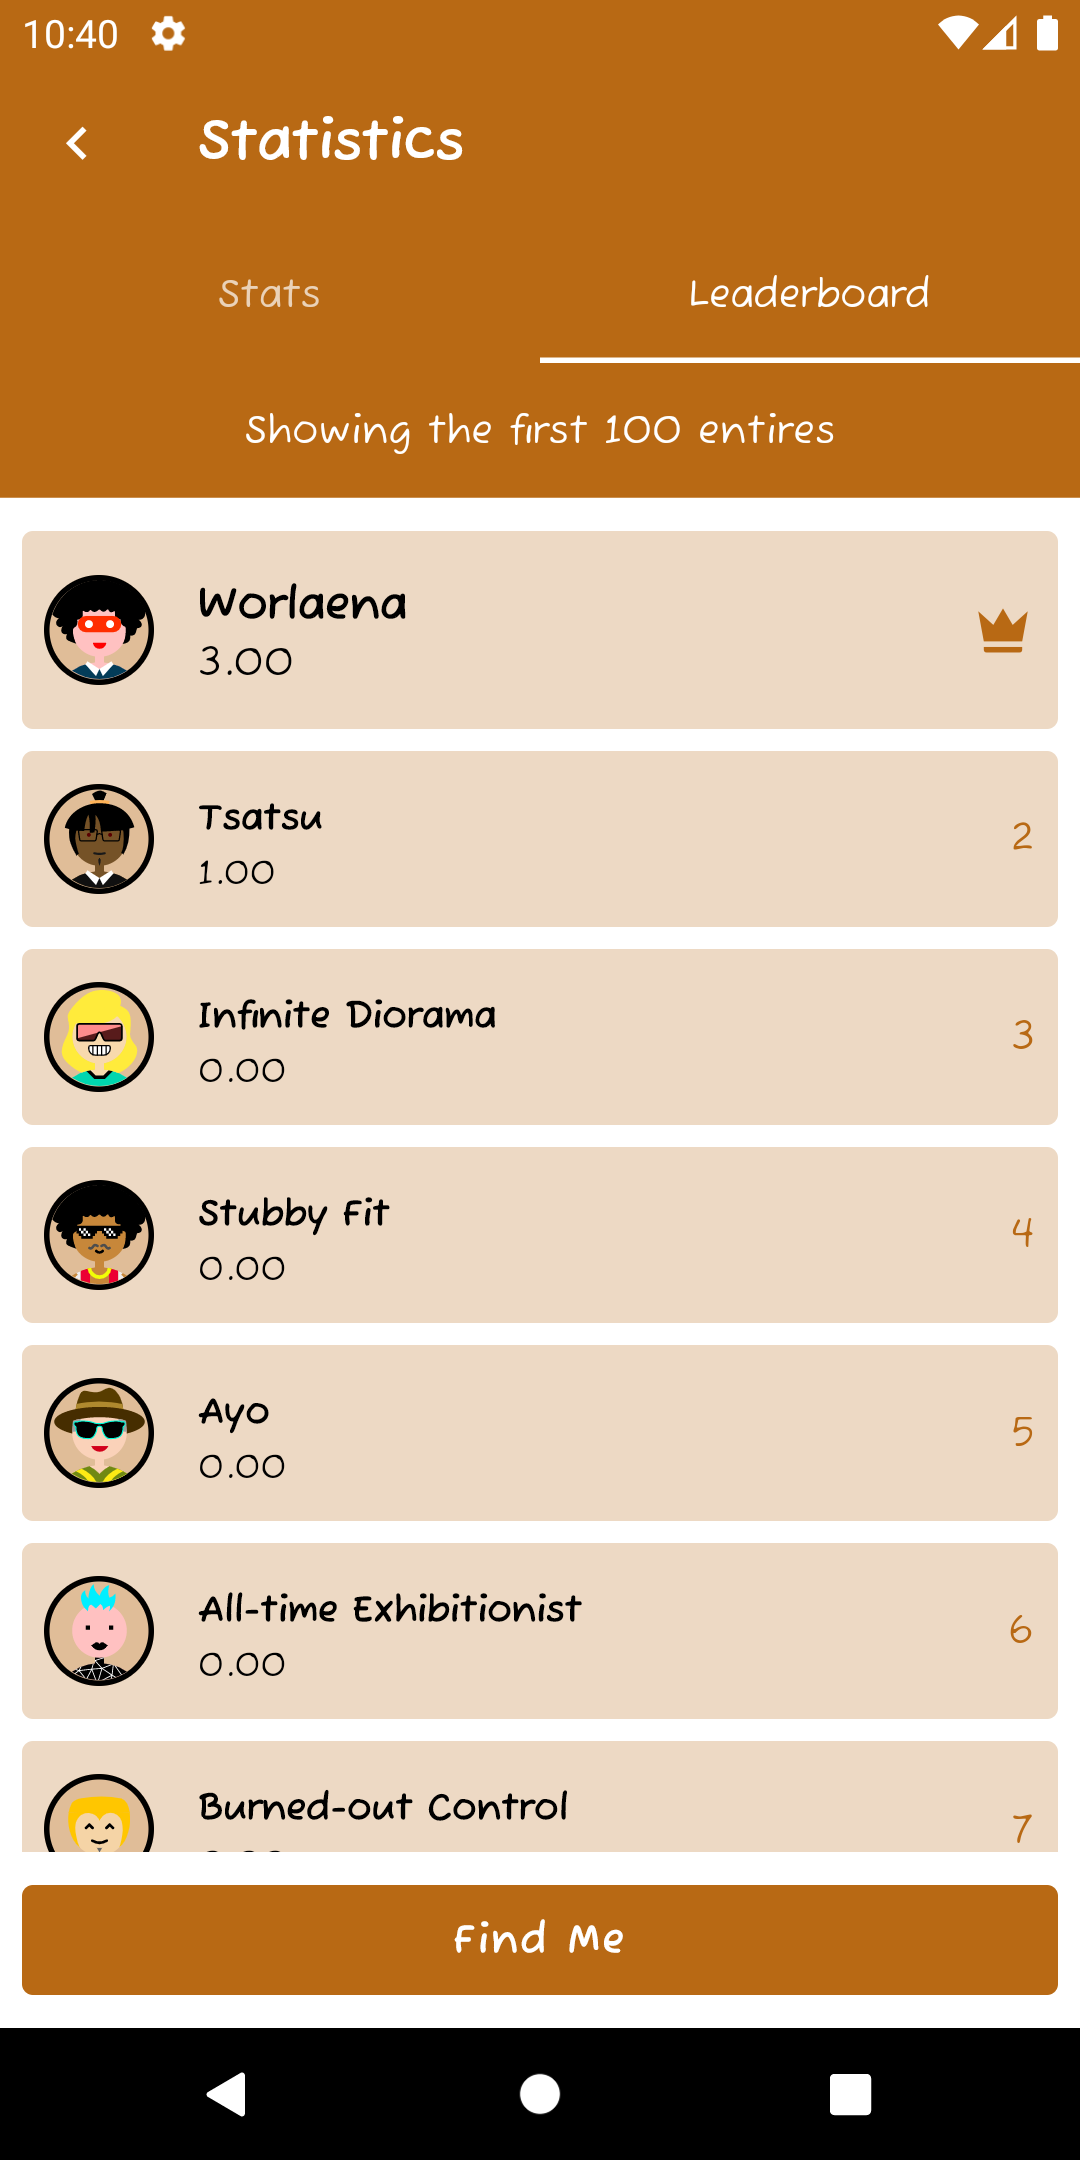 10:40
Statistics
Stats
Leaderboard
Showing the first 100 entires
Worlaena
3.00
Tsatsu
1.00
2
Infinite Diorama
0.00
3
Stubby Fit
0.00
4
Ayo
0.00
5
All-time Exhibitionist
0.00
6
Burned-out Control
7
Find Me